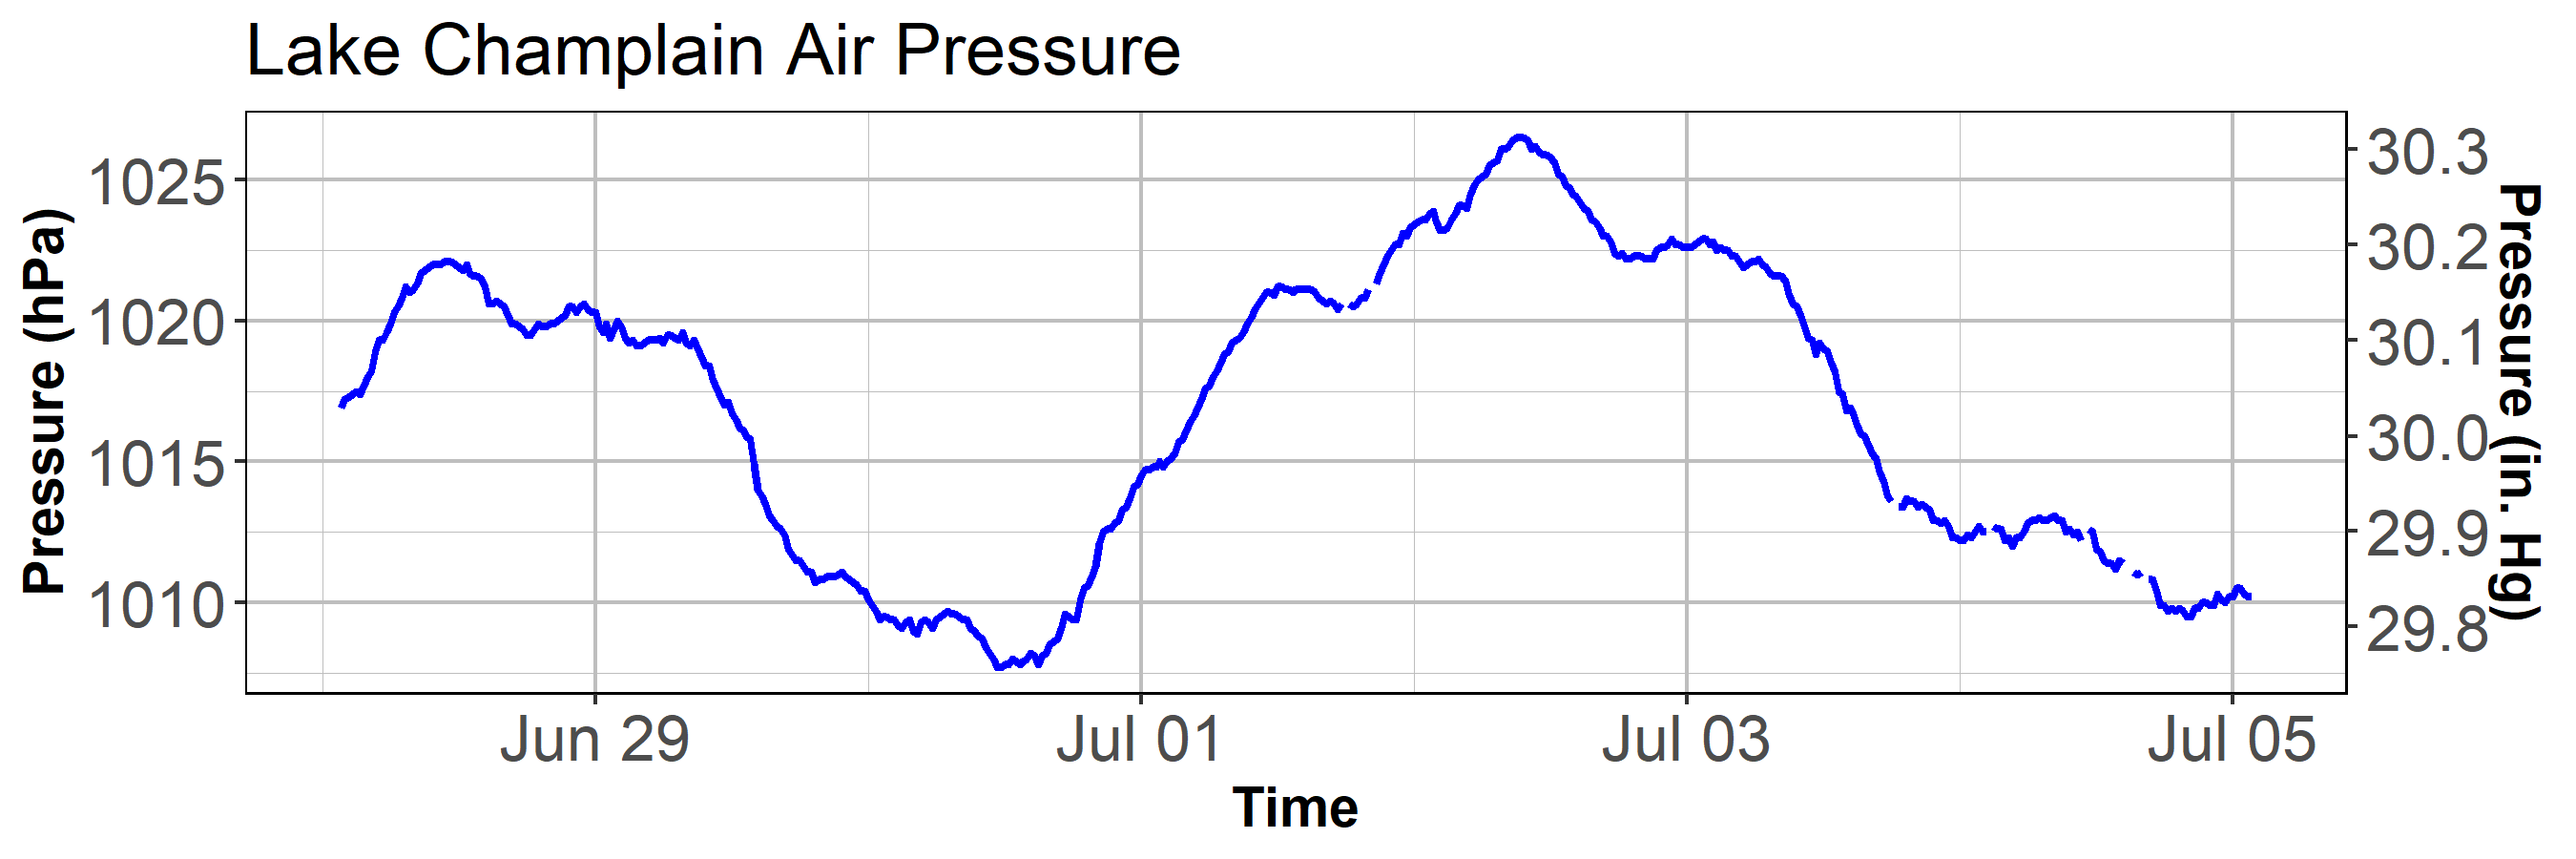 Lake Champlain Air Pressure
Pressure (hPa)
1025
1020
1015
1010
30.3
30.2
30.1
30.0
29.9
29.8
Pressure (in. Hg)
Jun 29
Jul 01
Jul 03
Jul 05
Time